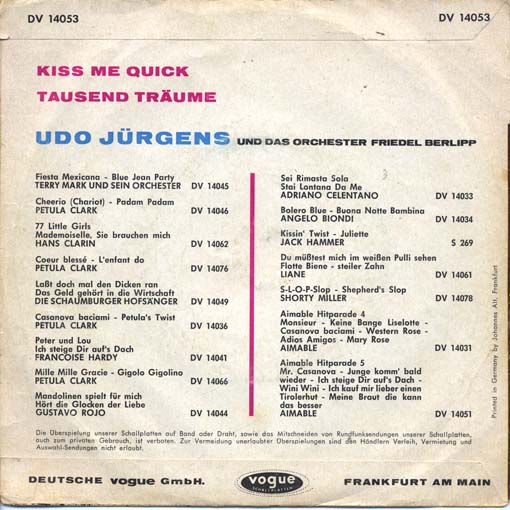 DV 14053
DV 14053
KISS ME QUICK
TAUSEND TRÄUME
UDO JÜRGENS UND DAS ORCHESTER FRIEDEL BERLIPP
Fiesta Mexicana - Blue Jean Party
TERRY MARK UND SEIN ORCHESTER DV 14045
Cheerio (Chariot) - Padam Padam
PETULA CLARK DV 14046
77 Little Girls
Mademoiselle, Sie brauchen mich
HANS CLARIN DV 14062
Coeur blessé - L'enfant do
PETULA CLARK DV 14076
Laßt doch mal den Dicken ran
Das Geld gehört in die Wirtschaft
DIE SCHAUMBURGER HOFSÄNGER DV 14049
Casanova baciami - Petula's Twist
PETULA CLARK DV 14036
Peter und Lou
Ich steige Dir auf's Dach
FRANCOISE HARDY DV 14041
Mille Mille Gracie - Gigolo Gigolino
PETULA CLARK DV 14066
Mandolinen spielt für mich
Hört die Glocken der Liebe
GUSTAVO ROJO DV 14044
Sei Rimasta Sola
Stai Lontana Da Me
ADRIANO CELENTANO DV 14033
Bolero Blue - Buona Notte Bambina
ANGELO BIONDI DV 14034
Kissin' Twist - Juliette
JACK HAMMER S 269
Du müßtest mich im weißen Pulli sehen
Flotte Biene - steiler Zahn
LIANE DV 14061
S-L-O-P-Slop - Shepherd's Slop
SHORTY MILLER DV 14078
Aimable Hitparade 4
Monsieur - Keine Bange Liselotte -
Casanova baciami - Western Rose -
Adios Amigos - Mary Rose
AIMABLE DV 14031
Aimable Hitparade 5
Mr. Casanova - Junge komm' bald
wieder - Ich steige Dir auf's Dach -
Wini Wini - Ich kauf mir lieber einen
Tirolerhut - Meine Braut die kann
das besser
AIMABLE DV 14051
Printed in Germany by Johannes Alt, Frankfurt
Die Überspielung unserer Schallplatten auf Band oder Draht, sowie das Mitschneiden von Rundfunksendungen unserer Schallplatten,
auch zum privaten Gebrauch, ist verboten. Zur Vermeidung unerlaubter Überspielungen sind den Händlern Verleih, Vermietung und
Auswahl-Sendungen nicht erlaubt.
DEUTSCHE vogue GmbH.
vogue
SCHALLPLATTEN
FRANKFURT AM MAIN